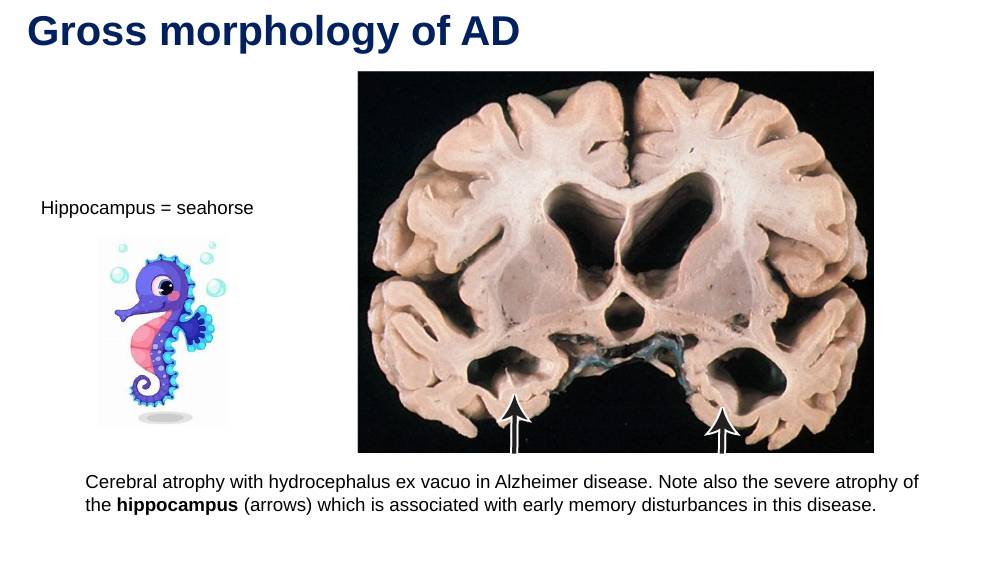 Gross morphology of AD
Hippocampus = seahorse
Cerebral atrophy with hydrocephalus ex vacuo in Alzheimer disease. Note also the severe atrophy of
the hippocampus (arrows) which is associated with early memory disturbances in this disease.